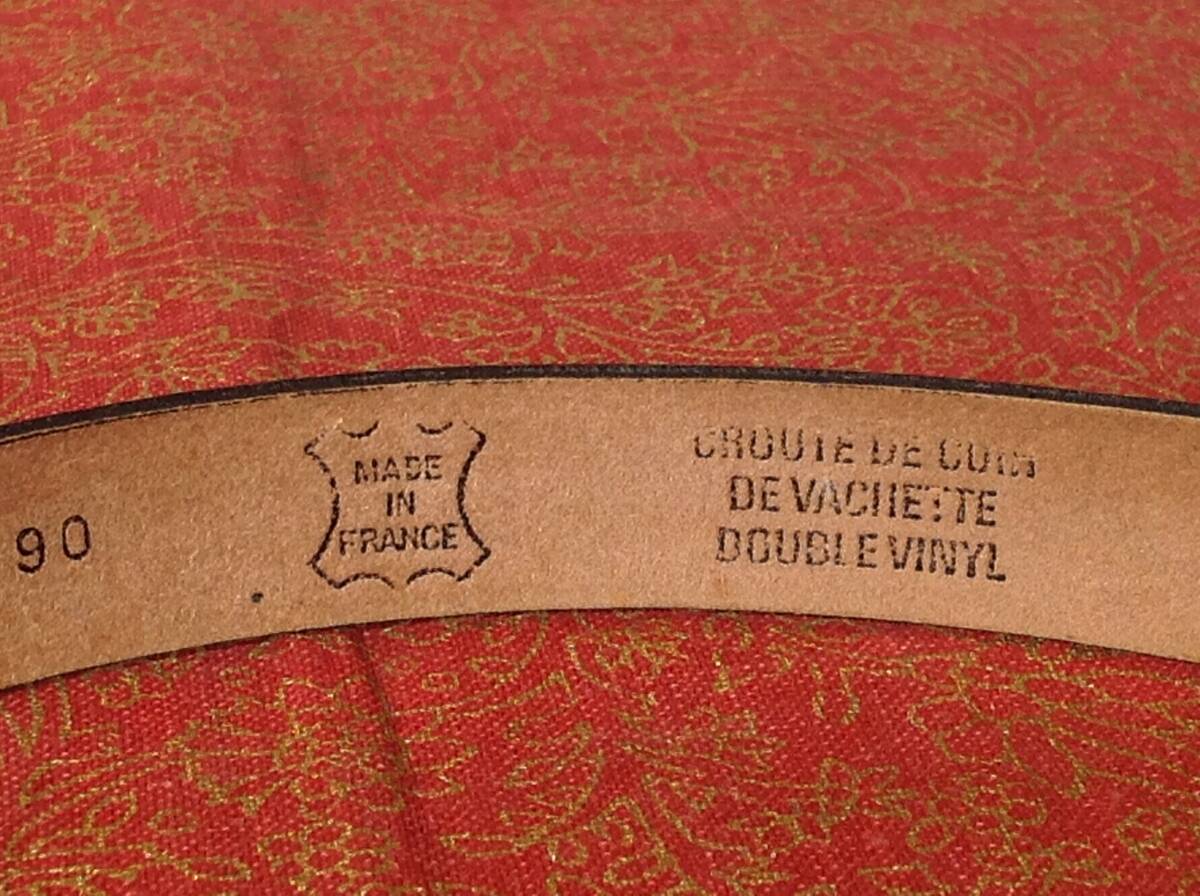 90
MADE
IN
FRANCE
CROUTE DE CUIR
DE VACHETTE
DOUBLE VINYL